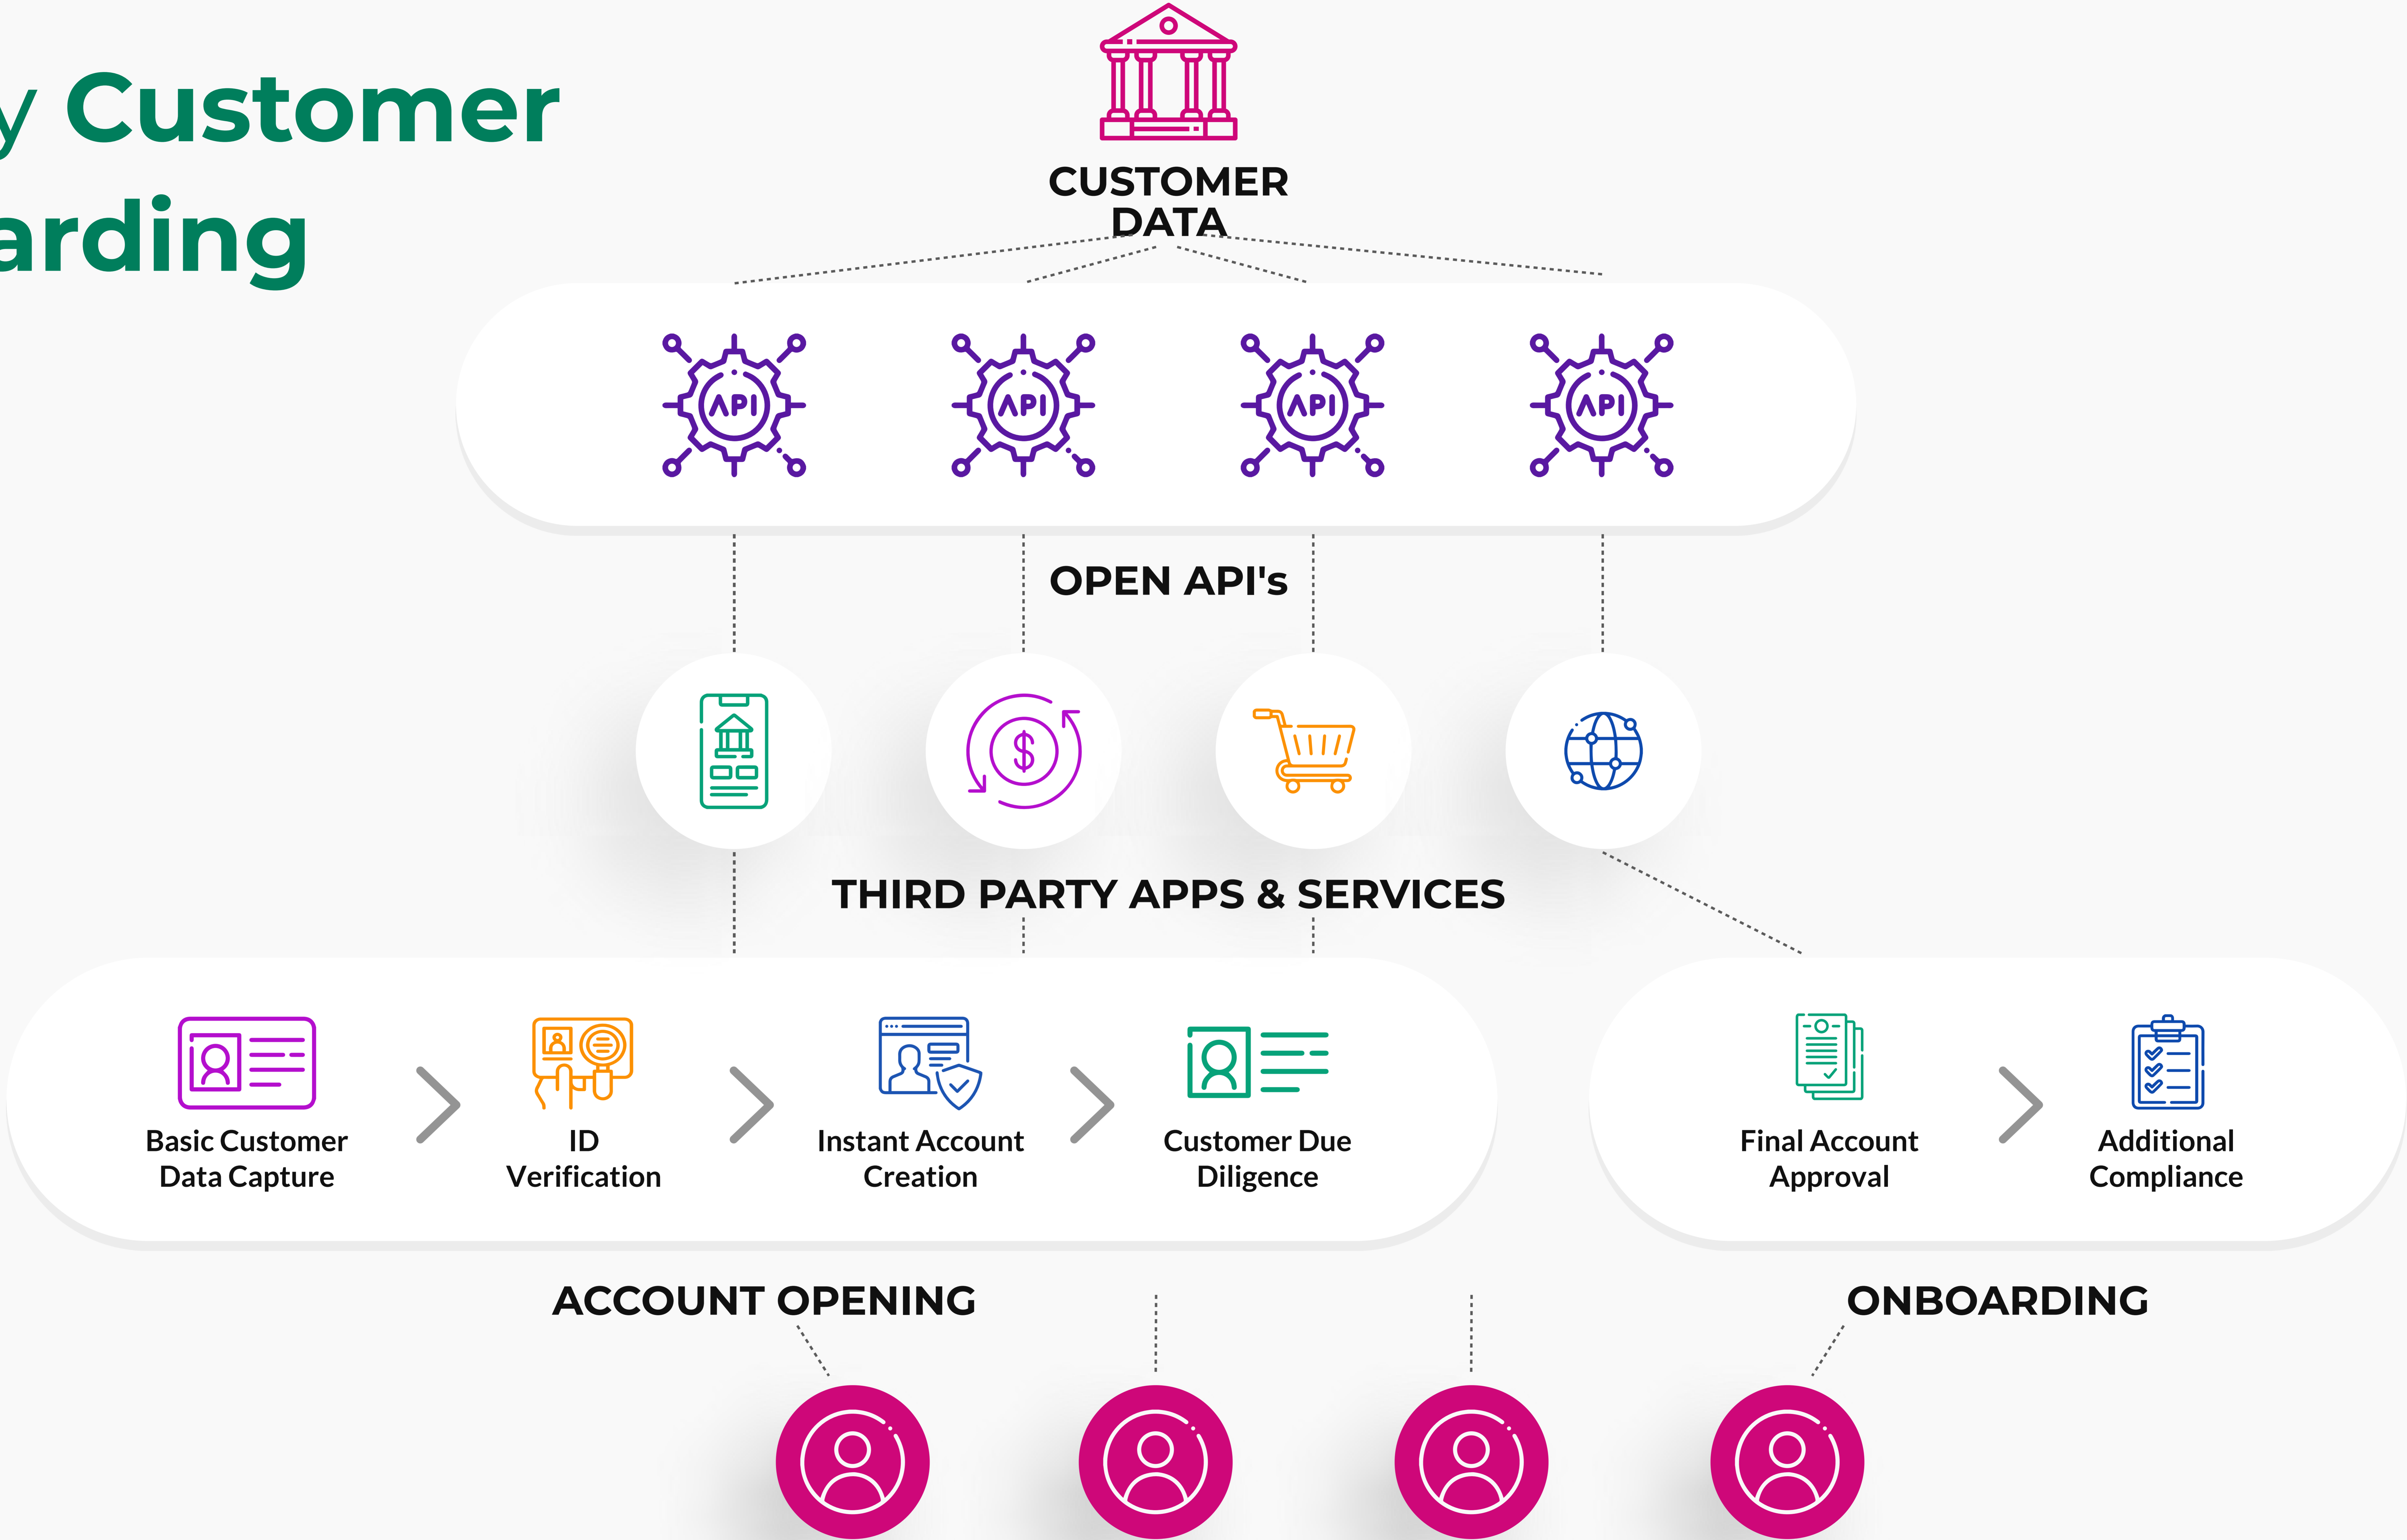 y Customer
arding
CUSTOMER
DATA
API API API API
OPEN API's
THIRD PARTY APPS & SERVICES
Basic Customer
Data Capture
ID
Verification
Instant Account
Creation
Customer Due
Diligence
Final Account
Approval
Additional
Compliance
ACCOUNT OPENING
ONBOARDING